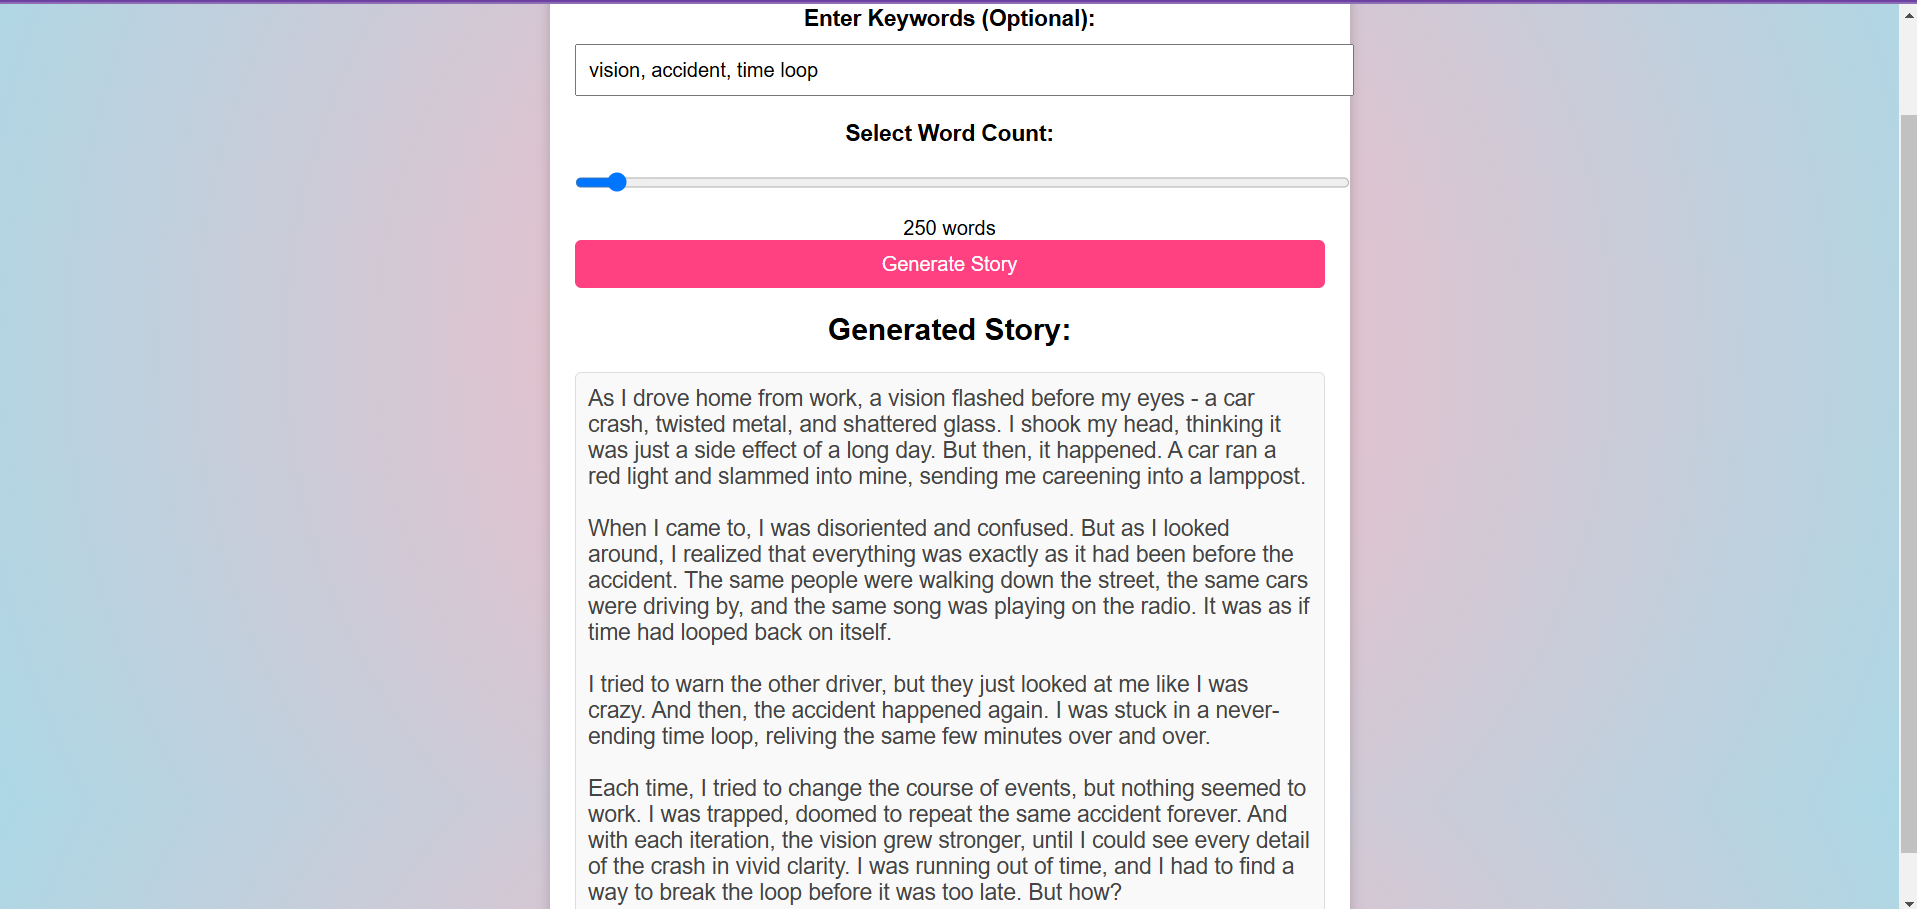 Enter Keywords (Optional):
vision, accident, time loop
Select Word Count:
250 words
Generate Story
Generated Story:
As I drove home from work, a vision flashed before my eyes - a car
crash, twisted metal, and shattered glass. I shook my head, thinking it
was just a side effect of a long day. But then, it happened. A car ran a
red light and slammed into mine, sending me careening into a lamppost.
When I came to, I was disoriented and confused. But as I looked
around, I realized that everything was exactly as it had been before the
accident. The same people were walking down the street, the same cars
were driving by, and the same song was playing on the radio. It was as if
time had looped back on itself.
I tried to warn the other driver, but they just looked at me like I was
crazy. And then, the accident happened again. I was stuck in a never-
ending time loop, reliving the same few minutes over and over.
Each time, I tried to change the course of events, but nothing seemed to
work. I was trapped, doomed to repeat the same accident forever. And
with each iteration, the vision grew stronger, until I could see every detail
of the crash in vivid clarity. I was running out of time, and I had to find a
way to break the loop before it was too late. But how?